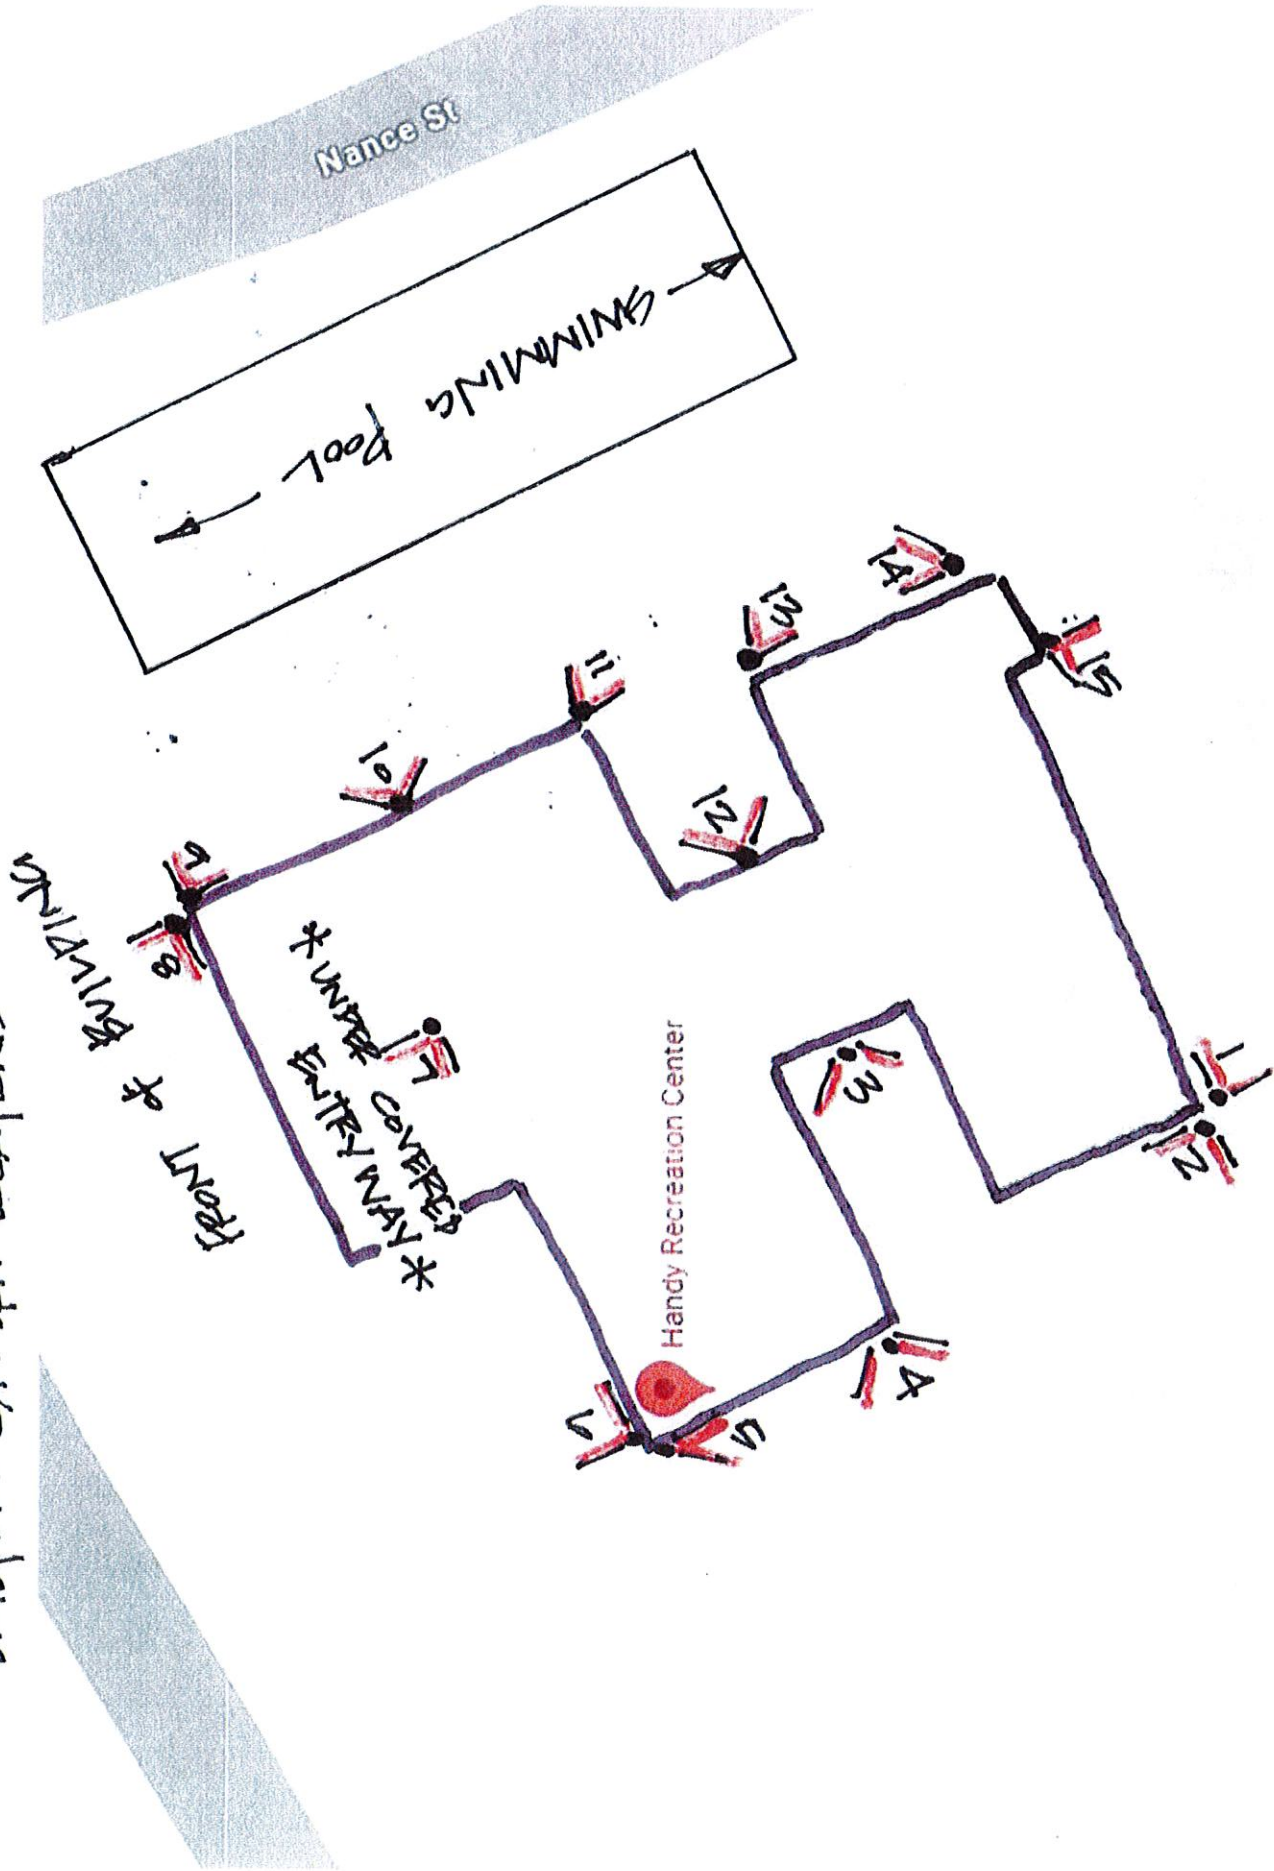 Nance St
SWIMMING POOL
14
15
13
11
12
10
9
8
* UNDER COVERED
ENTRYWAY *
7
FRONT of BUILDING
Handy Recreation Center
1
2
3
4
5
6